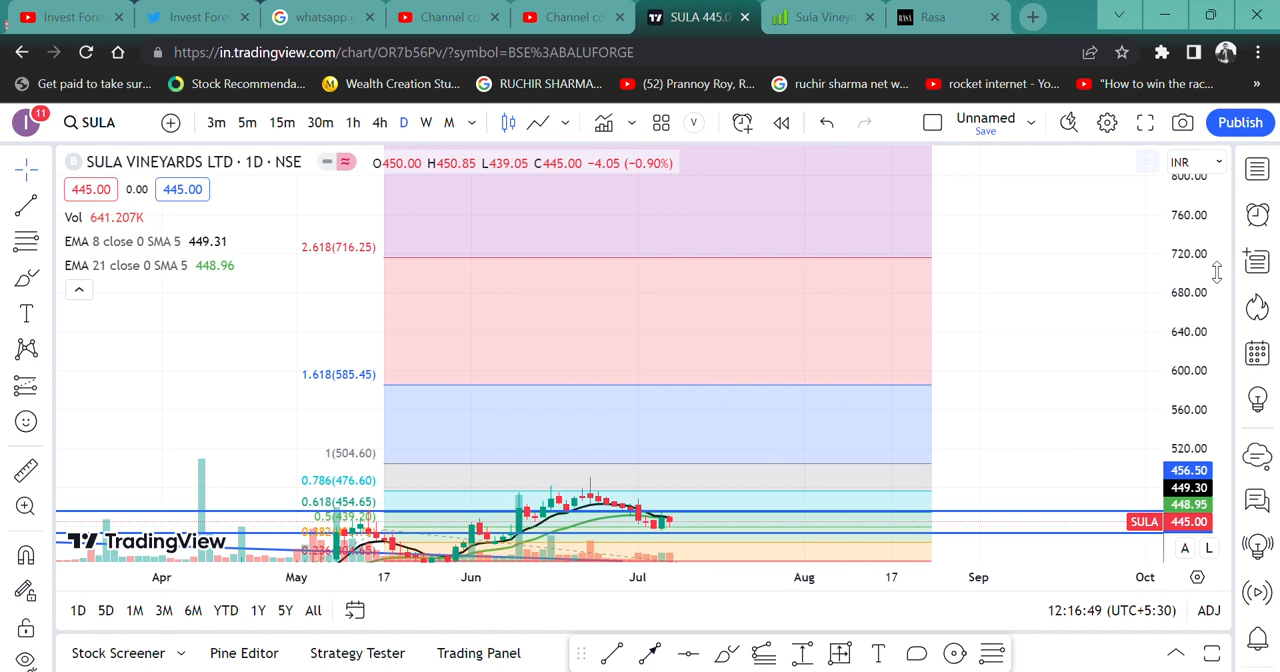 Invest Fore
Invest Fore
whatsapp g
Channel co
Channel co
SULA 445.0
Sula Vineya
Rasa
https://in.tradingview.com/chart/OR7b56Pv/?symbol=BSE%3ABALUFORGE
Get paid to take sur...
Stock Recommenda...
Wealth Creation Stu...
RUCHIR SHARMA...
(52) Prannoy Roy, R...
ruchir sharma net w...
rocket internet - Yo...
"How to win the rac...
»
I
11
SULA
3m 5m 15m 30m 1h 4h D W M
V
Unnamed
Save
Publish
B SULA VINEYARDS LTD · 1D · NSE
O450.00 H450.85 L439.05 C445.00 −4.05 (−0.90%)
INR
445.00 0.00 445.00
Vol 641.207K
EMA 8 close 0 SMA 5 449.31
EMA 21 close 0 SMA 5 448.96
2.618(716.25)
1.618(585.45)
1(504.60)
0.786(476.60)
0.618(454.65)
0.5(439.20)
TradingView
800.00
760.00
720.00
680.00
640.00
600.00
560.00
520.00
456.50
449.30
448.95
SULA 445.00
A L
Apr May 17 Jun Jul Aug 17 Sep Oct
1D 5D 1M 3M 6M YTD 1Y 5Y All
12:16:49 (UTC+5:30) ADJ
Stock Screener Pine Editor Strategy Tester Trading Panel